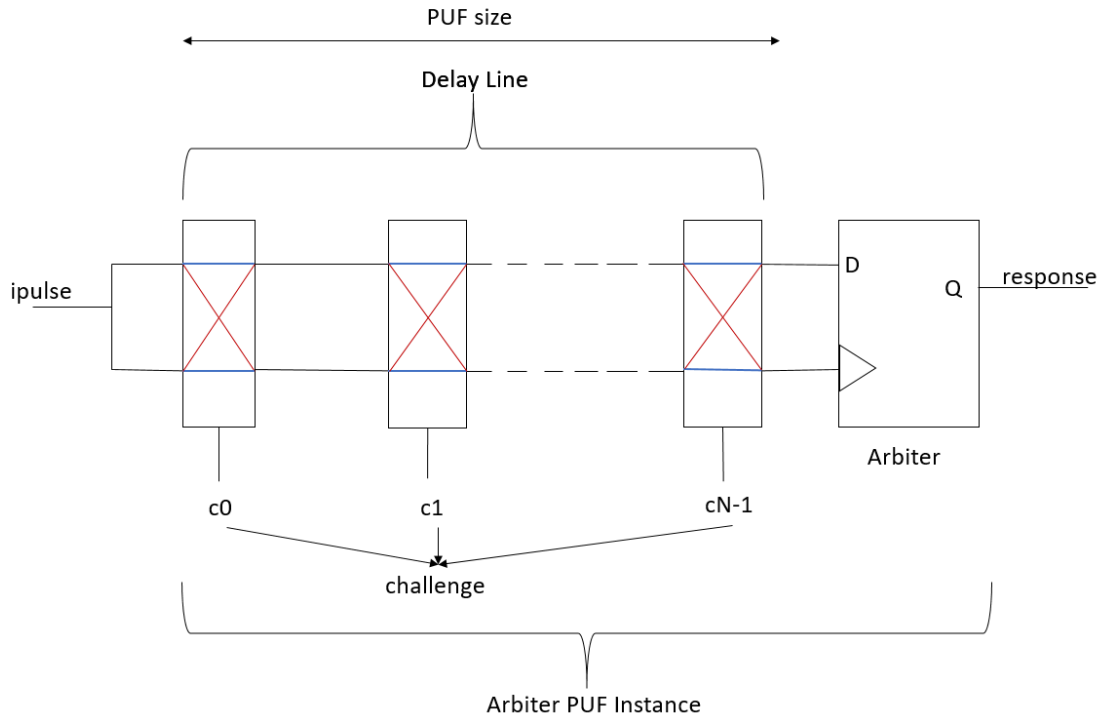 PUF size
Delay Line
ipulse
D
Q
response
Arbiter
c0
c1
cN-1
challenge
Arbiter PUF Instance